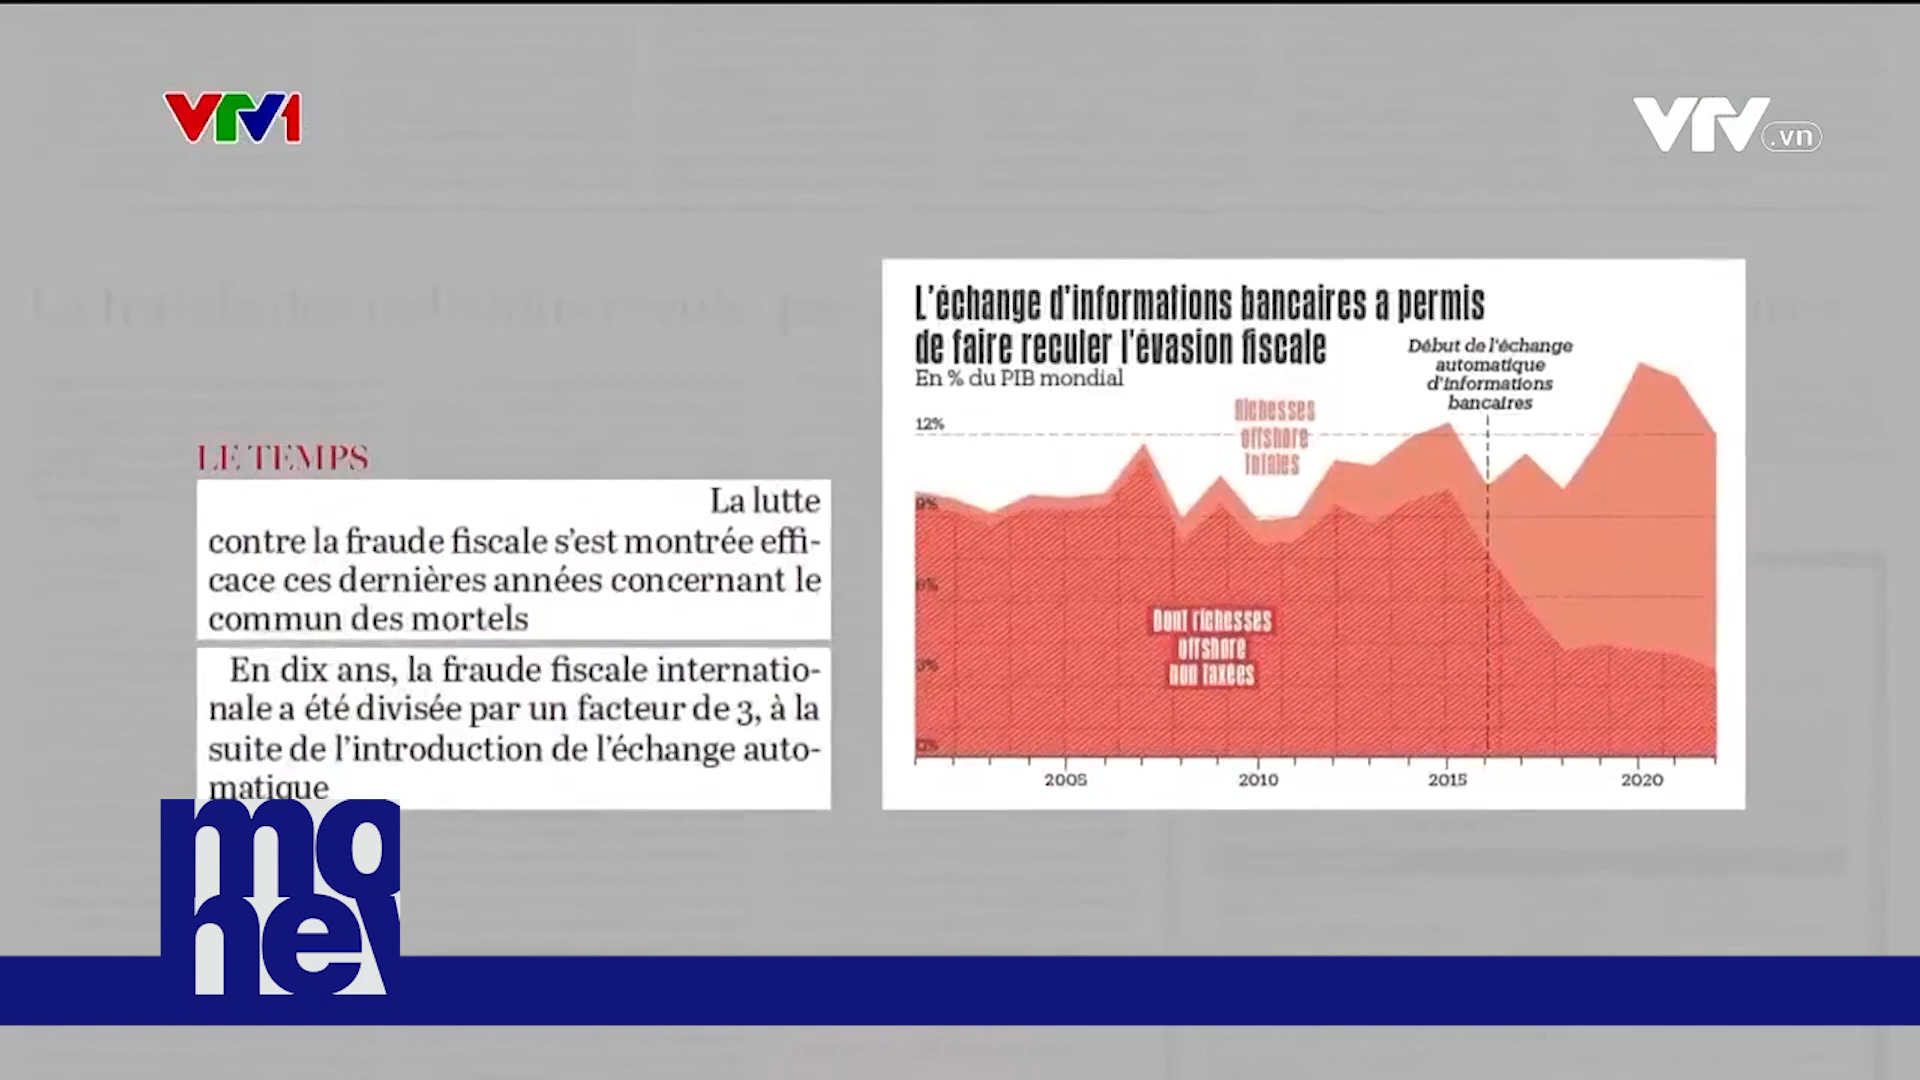 VTV1
VTV.vn
LE TEMPS
La lutte
contre la fraude fiscale s’est montrée effi-
cace ces dernières années concernant le
commun des mortels
En dix ans, la fraude fiscale internatio-
nale a été divisée par un facteur de 3, à la
suite de l’introduction de l’échange auto-
matique
L’échange d’informations bancaires a permis
de faire reculer l’évasion fiscale
En % du PIB mondial
Début de l’échange
automatique
d’informations
bancaires
Richesses
offshore
totales
12%
9%
6%
3%
0%
Dont richesses
offshore
non taxées
2005
2010
2015
2020
mo
ney